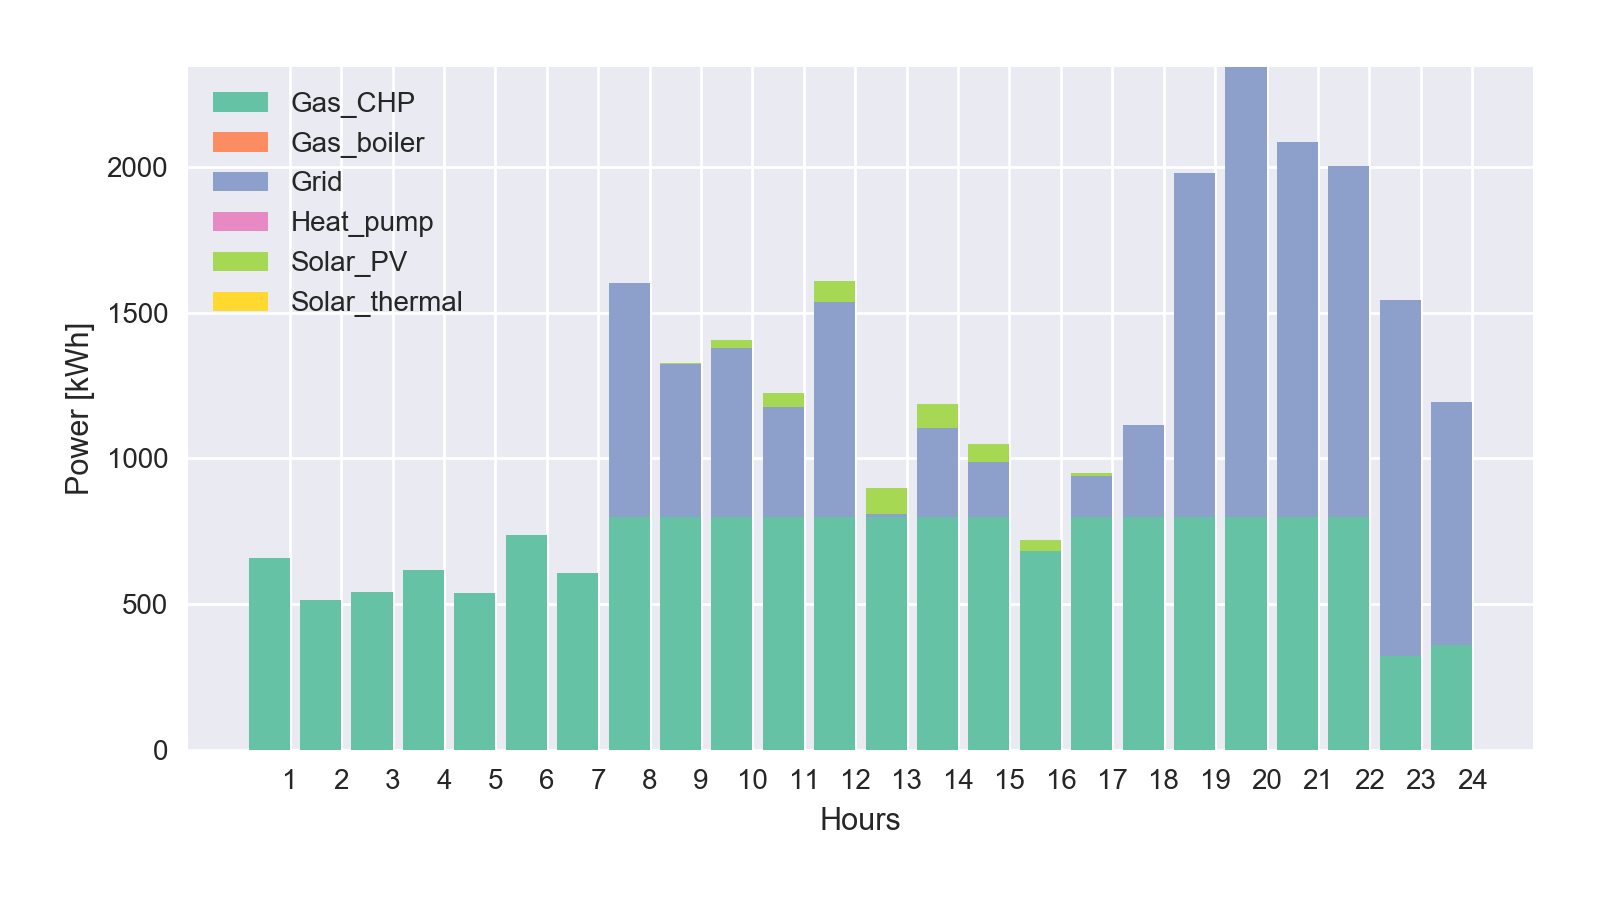 Gas_CHP
Gas_boiler
Grid
Heat_pump
Solar_PV
Solar_thermal
2000
1500
1000
500
0
Power [kWh]
1 2 3 4 5 6 7 8 9 10 11 12 13 14 15 16 17 18 19 20 21 22 23 24
Hours